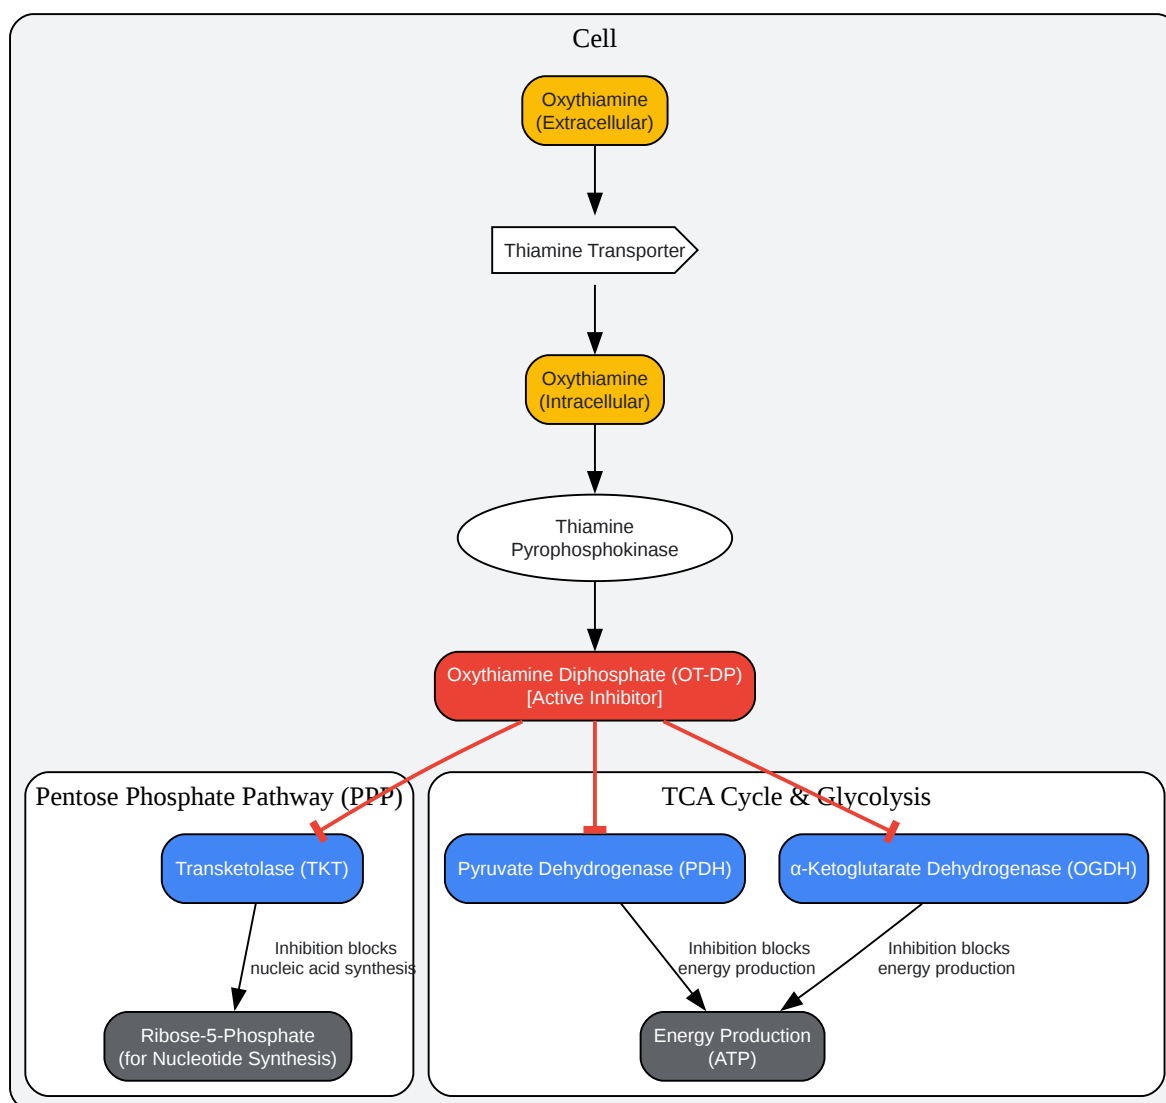 Cell
Oxythiamine
(Extracellular)
Thiamine Transporter
Oxythiamine
(Intracellular)
Thiamine
Pyrophosphokinase
Oxythiamine Diphosphate (OT-DP)
[Active Inhibitor]
Pentose Phosphate Pathway (PPP)
Transketolase (TKT)
Inhibition blocks
nucleic acid synthesis
Ribose-5-Phosphate
(for Nucleotide Synthesis)
TCA Cycle & Glycolysis
Pyruvate Dehydrogenase (PDH)
α-Ketoglutarate Dehydrogenase (OGDH)
Inhibition blocks
energy production
Inhibition blocks
energy production
Energy Production
(ATP)